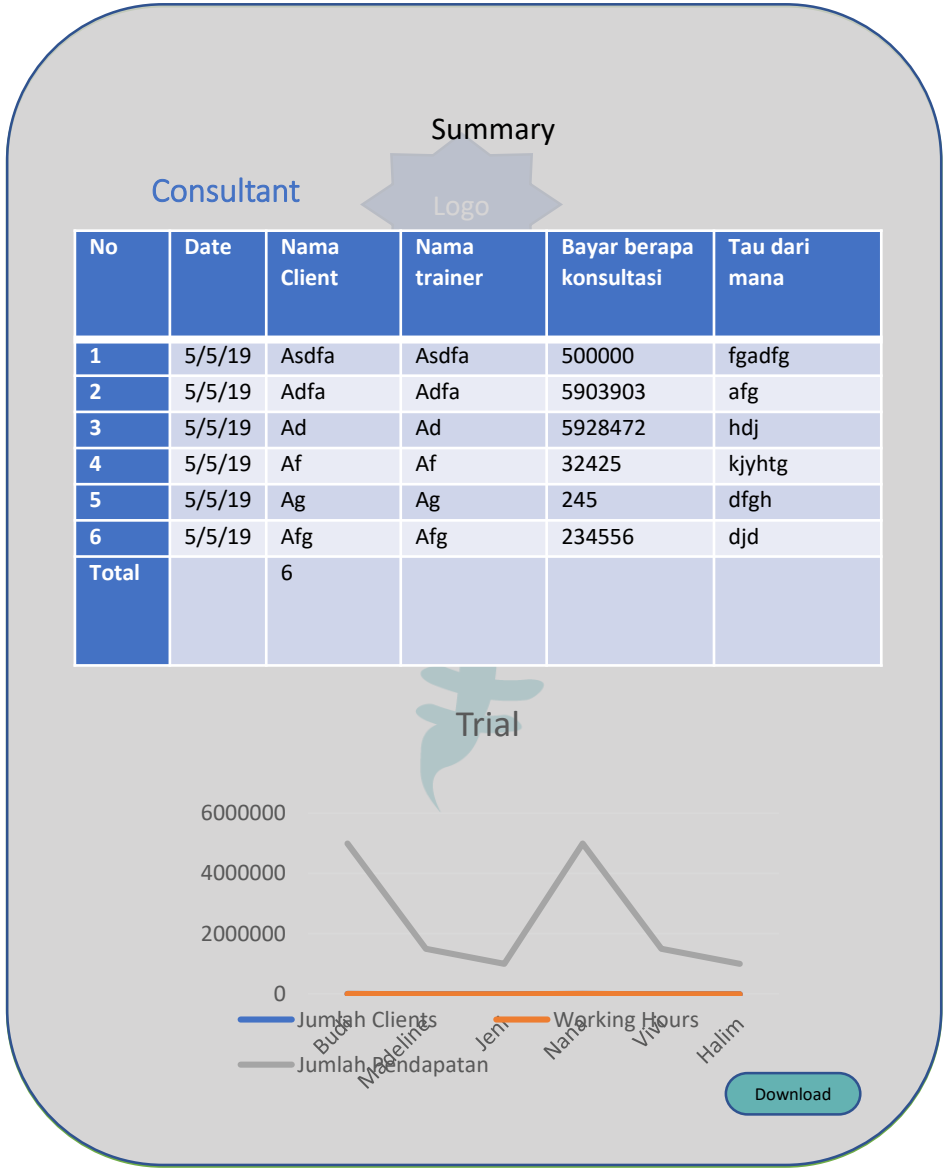 Summary
Consultant
Logo
No Date Nama Client Nama trainer Bayar berapa konsultasi Tau dari mana
1 5/5/19 Asdfa Asdfa 500000 fgadfg
2 5/5/19 Adfa Adfa 5903903 afg
3 5/5/19 Ad Ad 5928472 hdj
4 5/5/19 Af Af 32425 kjyhtg
5 5/5/19 Ag Ag 245 dfgh
6 5/5/19 Afg Afg 234556 djd
Total 6
Trial
6000000
4000000
2000000
0
Budi Madeline Jeni Nana Vivi Halim
Jumlah Clients Working Hours
Jumlah Pendapatan
Download